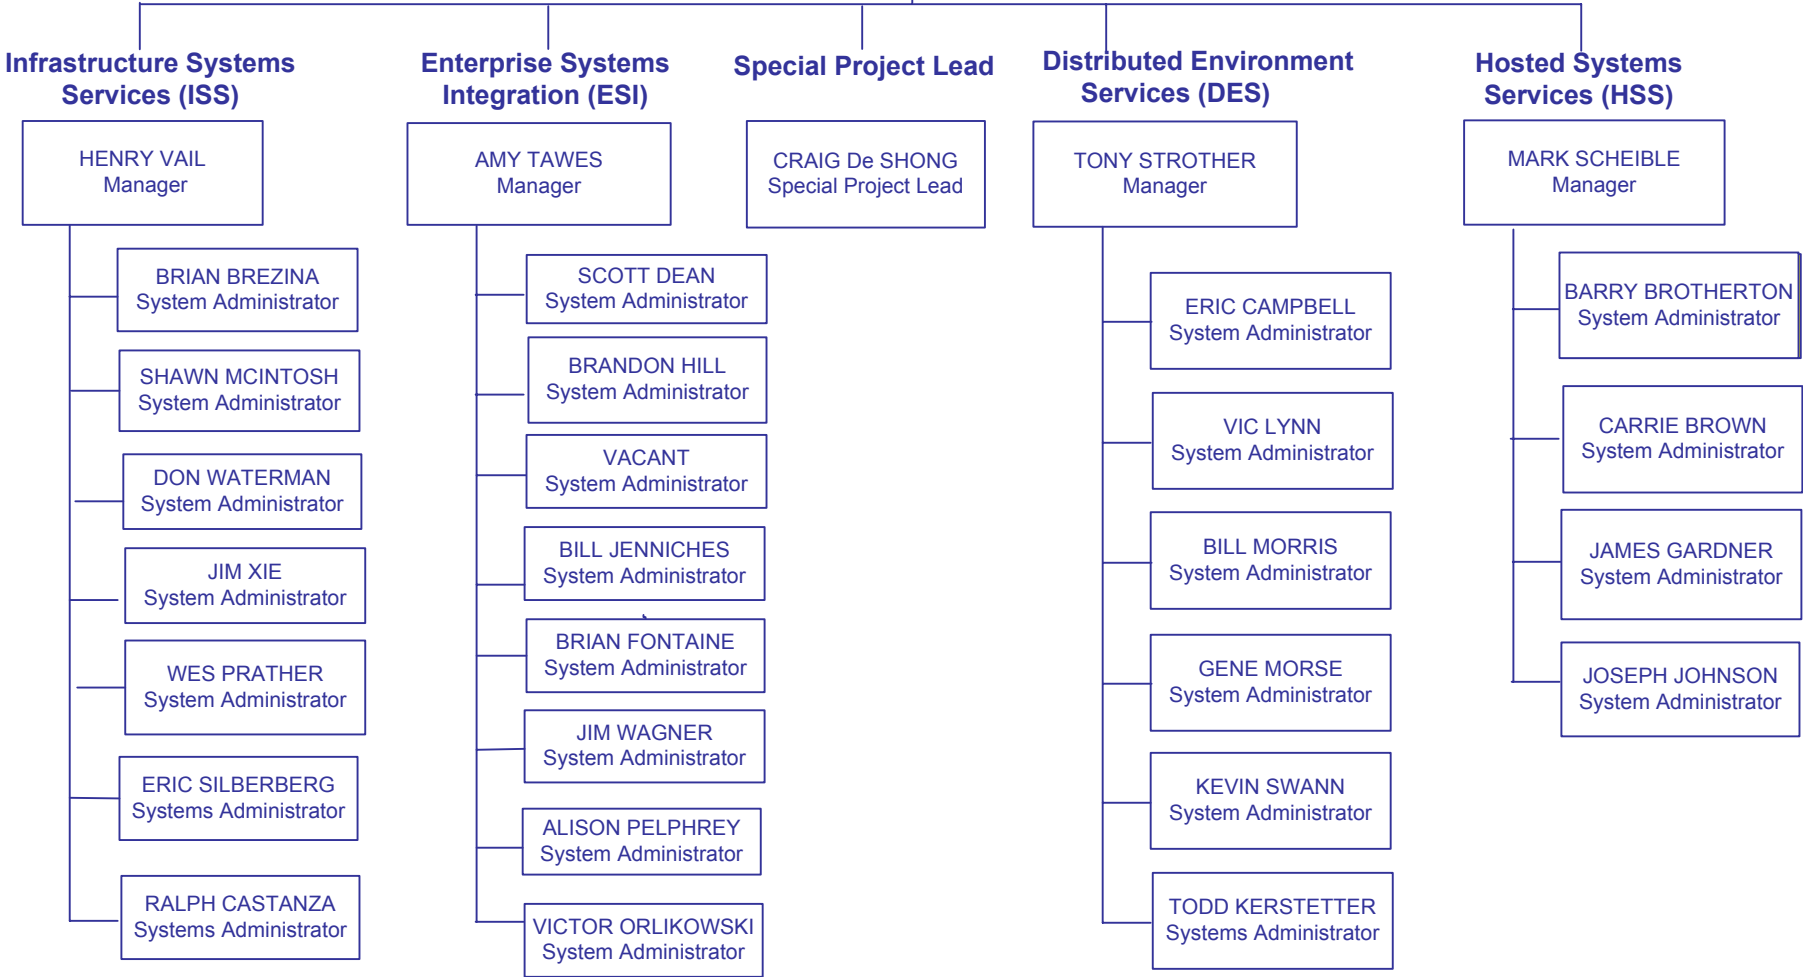 Infrastructure Systems
Services (ISS)
HENRY VAIL
Manager
BRIAN BREZINA
System Administrator
SHAWN MCINTOSH
System Administrator
DON WATERMAN
System Administrator
JIM XIE
System Administrator
WES PRATHER
System Administrator
ERIC SILBERBERG
Systems Administrator
RALPH CASTANZA
Systems Administrator
Enterprise Systems
Integration (ESI)
AMY TAWES
Manager
SCOTT DEAN
System Administrator
BRANDON HILL
System Administrator
VACANT
System Administrator
BILL JENNICHES
System Administrator
BRIAN FONTAINE
System Administrator
JIM WAGNER
System Administrator
ALISON PELPHREY
System Administrator
VICTOR ORLIKOWSKI
System Administrator
Special Project Lead
CRAIG De SHONG
Special Project Lead
Distributed Environment
Services (DES)
TONY STROTHER
Manager
ERIC CAMPBELL
System Administrator
VIC LYNN
System Administrator
BILL MORRIS
System Administrator
GENE MORSE
System Administrator
KEVIN SWANN
System Administrator
TODD KERSTETTER
Systems Administrator
Hosted Systems
Services (HSS)
MARK SCHEIBLE
Manager
BARRY BROTHERTON
System Administrator
CARRIE BROWN
System Administrator
JAMES GARDNER
System Administrator
JOSEPH JOHNSON
System Administrator